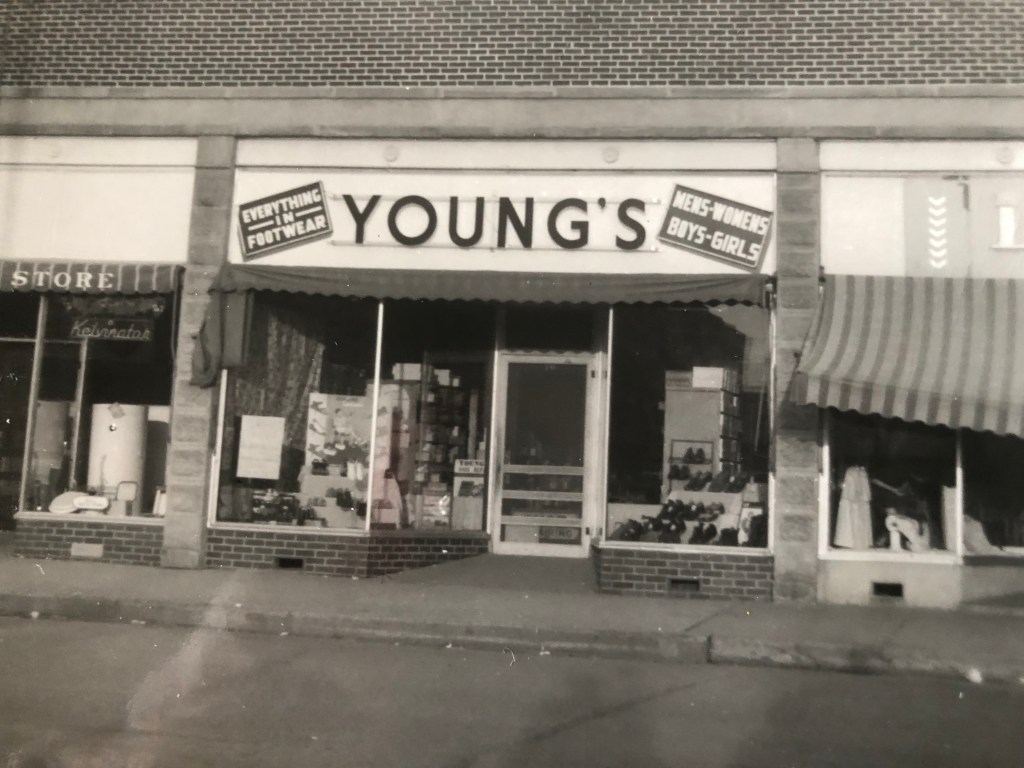 EVERYTHING
IN
FOOTWEAR
YOUNG'S
MENS-WOMENS
BOYS-GIRLS
STORE
Kelvinator